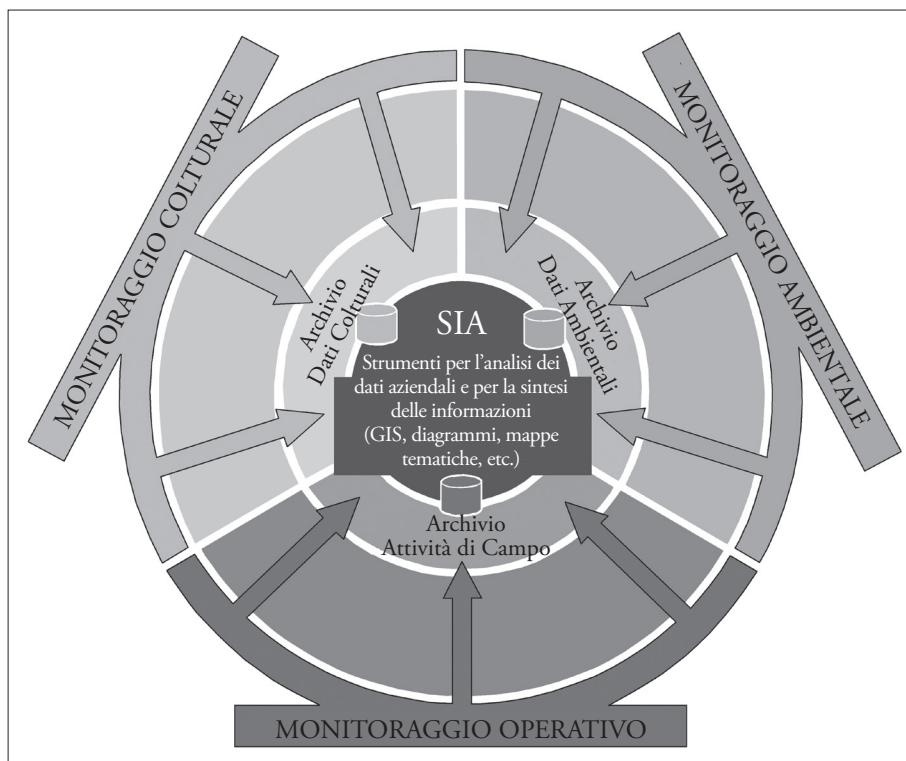 MONITORAGGIO COLTURALE
MONITORAGGIO AMBIENTALE
Archivio
Dati Colturali
Archivio
Dati Ambientali
SIA
Strumenti per l'analisi dei
dati aziendali e per la sintesi
delle informazioni
(GIS, diagrammi, mappe
tematiche, etc.)
Archivio
Attività di Campo
MONITORAGGIO OPERATIVO